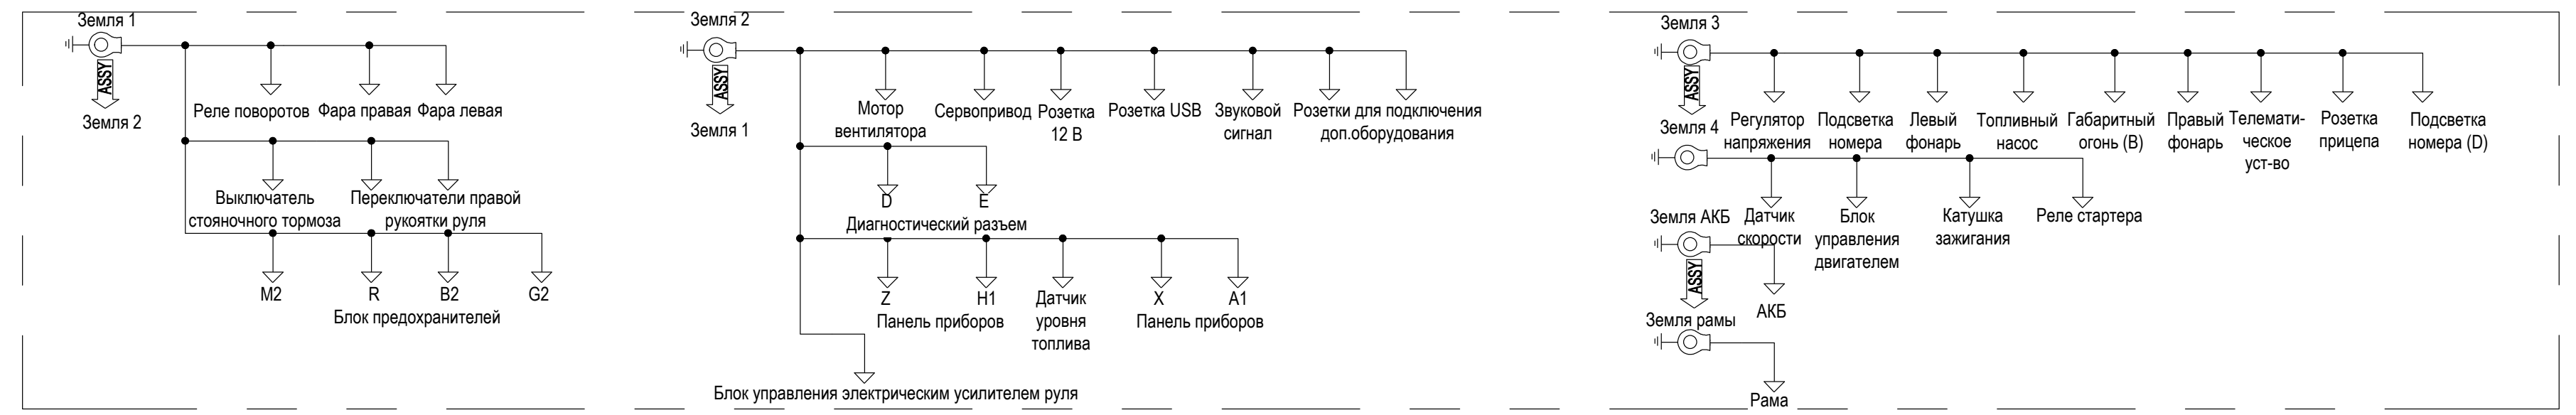 Земля 1
ASSY
Земля 2
Реле поворотов
Фара правая
Фара левая
Выключатель
стояночного тормоза
Переключатели правой
рукоятки руля
M2
R
B2
G2
Блок предохранителей
Земля 2
ASSY
Земля 1
Мотор
вентилятора
Сервопривод
Розетка
12 В
Розетка USB
Звуковой
сигнал
Розетки для подключения
доп.оборудования
D
E
Диагностический разъем
Z
H1
Датчик
уровня
топлива
X
A1
Панель приборов
Панель приборов
Блок управления электрическим усилителем руля
Земля 3
ASSY
Земля 4
Регулятор
напряжения
Подсветка
номера
Левый
фонарь
Топливный
насос
Габаритный
огонь (B)
Правый
фонарь
Телемати-
ческое
уст-во
Розетка
прицепа
Подсветка
номера (D)
Датчик
скорости
Блок
управления
двигателем
Катушка
зажигания
Реле стартера
Земля АКБ
ASSY
АКБ
Земля рамы
Рама